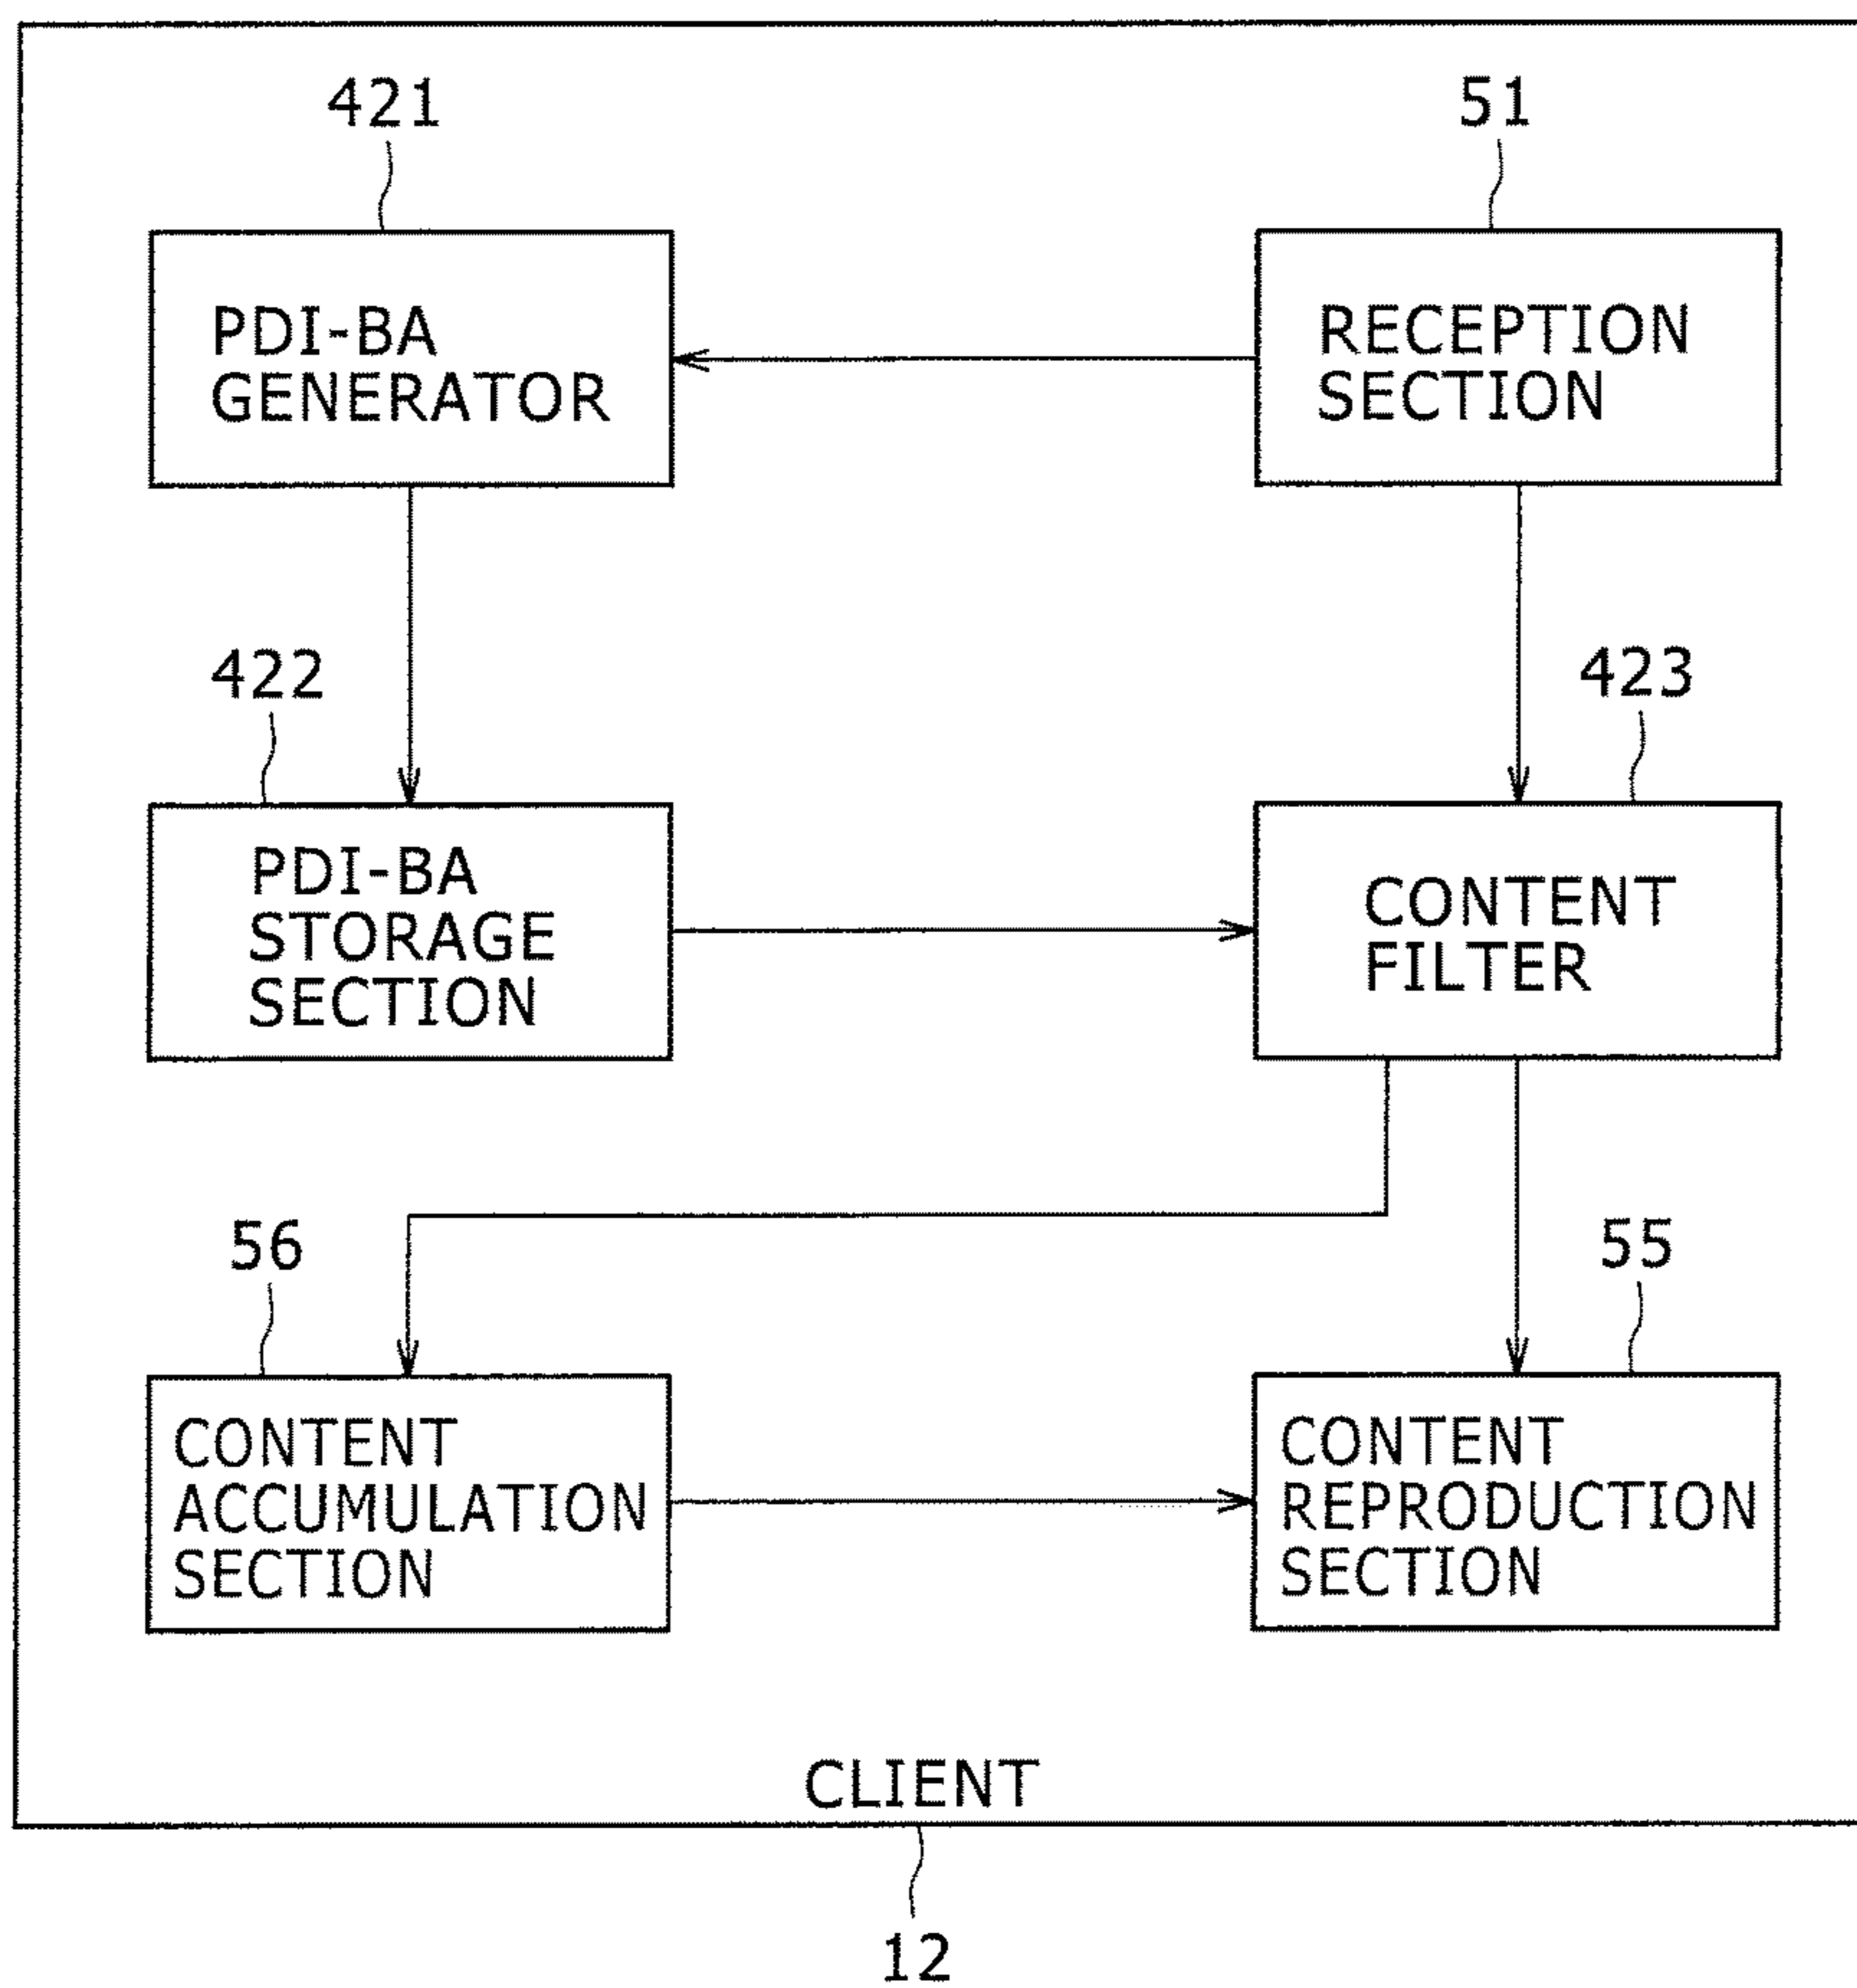 421
51
PDI-BA
GENERATOR
RECEPTION
SECTION
422
423
PDI-BA
STORAGE
SECTION
CONTENT
FILTER
56
55
CONTENT
ACCUMULATION
SECTION
CONTENT
REPRODUCTION
SECTION
CLIENT
12